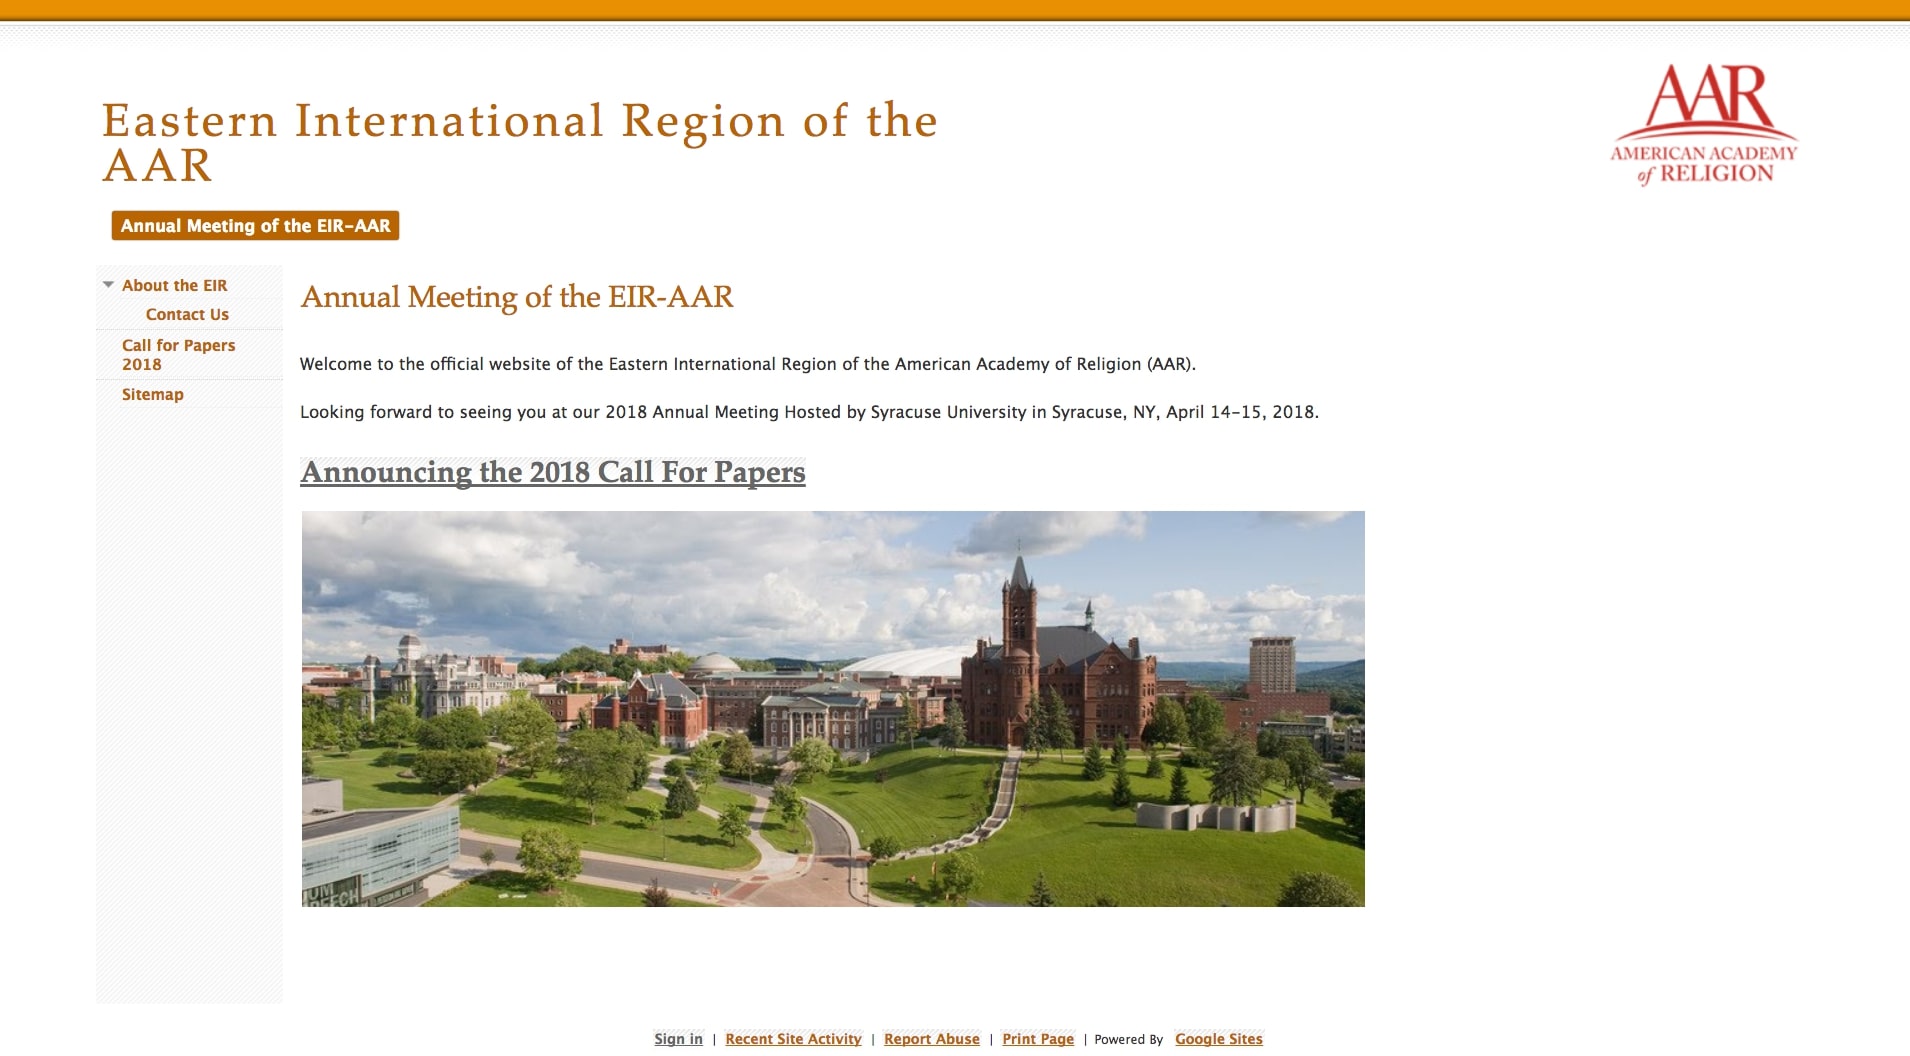 Eastern International Region of the
AAR
AAR
AMERICAN ACADEMY
of RELIGION
Annual Meeting of the EIR-AAR
About the EIR
Contact Us
Call for Papers
2018
Sitemap
Annual Meeting of the EIR-AAR
Welcome to the official website of the Eastern International Region of the American Academy of Religion (AAR).
Looking forward to seeing you at our 2018 Annual Meeting Hosted by Syracuse University in Syracuse, NY, April 14-15, 2018.
Announcing the 2018 Call For Papers
Sign in | Recent Site Activity | Report Abuse | Print Page | Powered By Google Sites